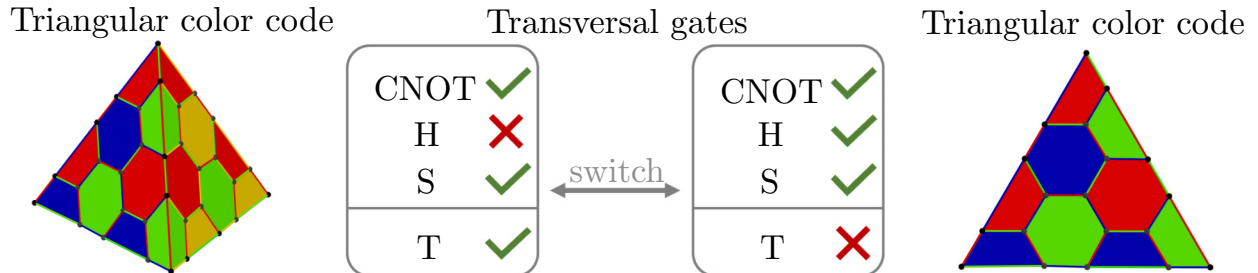 Triangular color code
Transversal gates
Triangular color code
CNOT
H
S
T
switch
CNOT
H
S
T